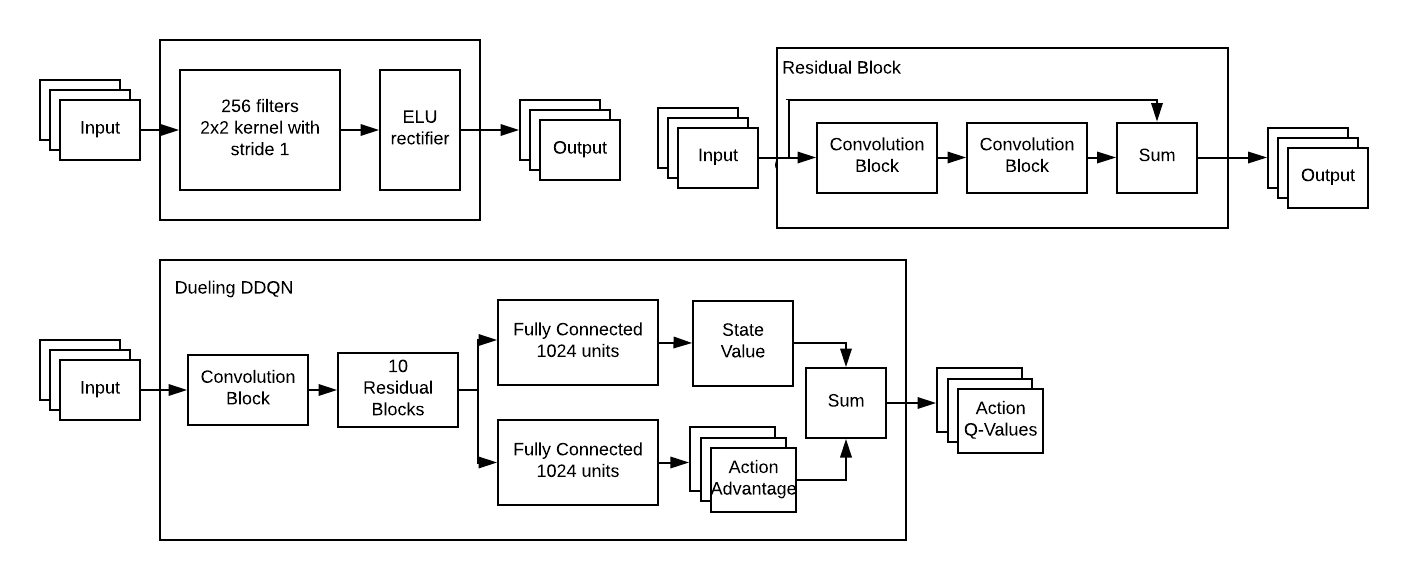 Input
256 filters
2x2 kernel with
stride 1
ELU
rectifier
Output
Residual Block
Input
Convolution
Block
Convolution
Block
Sum
Output
Dueling DDQN
Input
Convolution
Block
10
Residual
Blocks
Fully Connected
1024 units
State
Value
Fully Connected
1024 units
Action
Advantage
Sum
Action
Q-Values